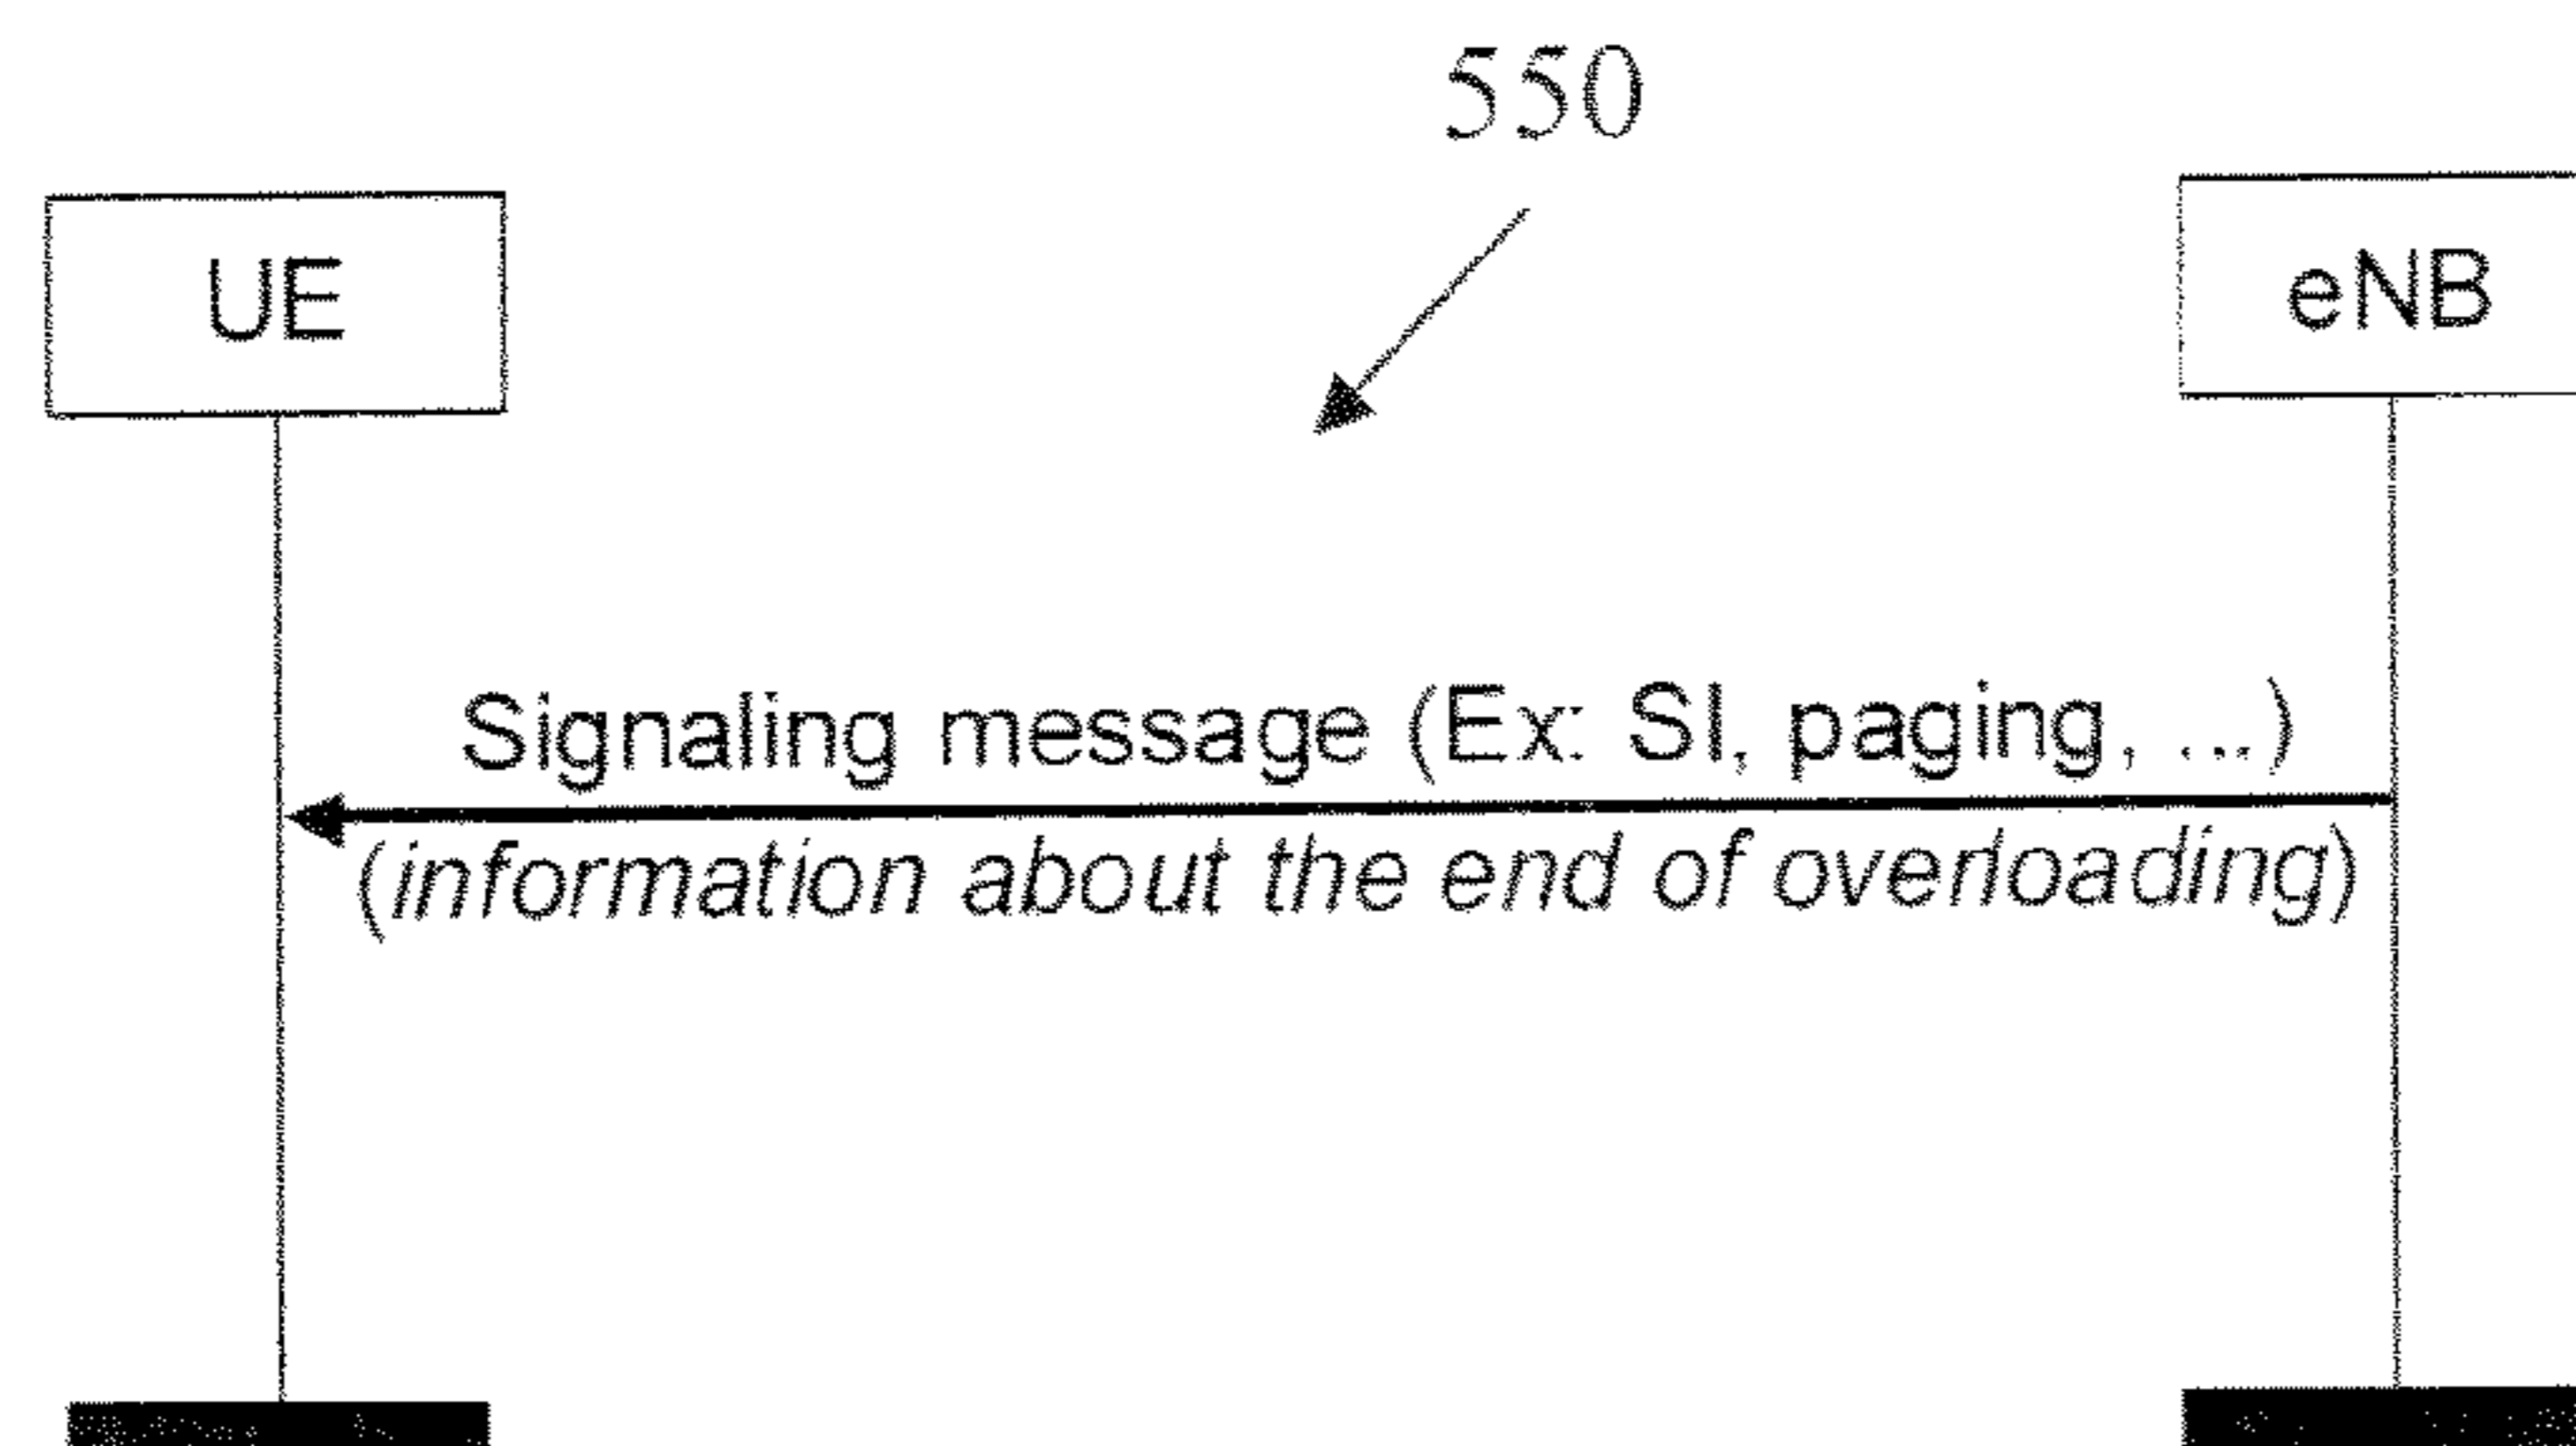 550
UE
eNB
Signaling message (Ex: SI, paging, ...)
(information about the end of overloading)